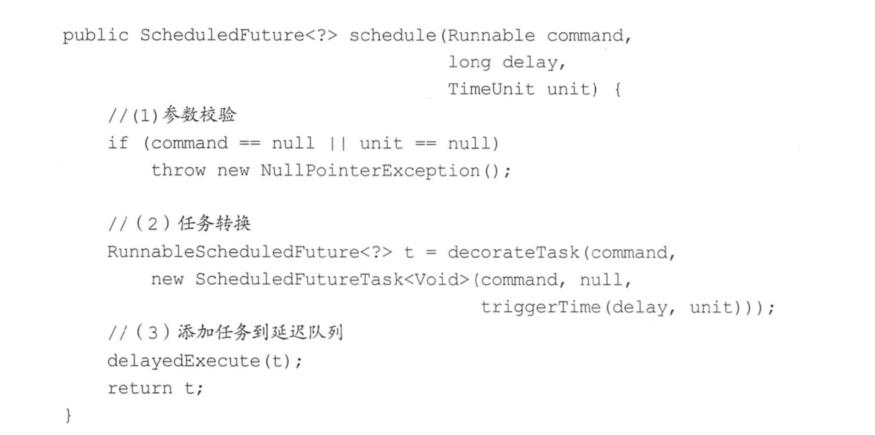 public ScheduledFuture<?> schedule(Runnable command,
long delay,
TimeUnit unit) {
//(1)参数校验
if (command == null || unit == null)
throw new NullPointerException();
//（2）任务转换
RunnableScheduledFuture<?> t = decorateTask(command,
new ScheduledFutureTask<Void>(command, null,
triggerTime(delay, unit)));
//（3）添加任务到延迟队列
delayedExecute(t);
return t;
}